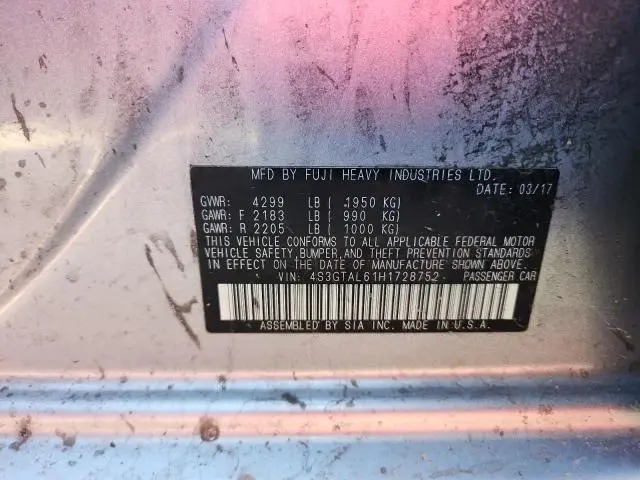 MFD BY FUJI HEAVY INDUSTRIES LTD.
DATE: 03/17
GVWR: 4299 LB ( 1950 KG)
GAWR: F 2183 LB ( 990 KG)
GAWR: R 2205 LB ( 1000 KG)
THIS VEHICLE CONFORMS TO ALL APPLICABLE FEDERAL MOTOR
VEHICLE SAFETY, BUMPER, AND THEFT PREVENTION STANDARDS
IN EFFECT ON THE DATE OF MANUFACTURE SHOWN ABOVE.
VIN: 4S3GTAL61H1728752 PASSENGER CAR
ASSEMBLED BY SIA INC. MADE IN U.S.A.